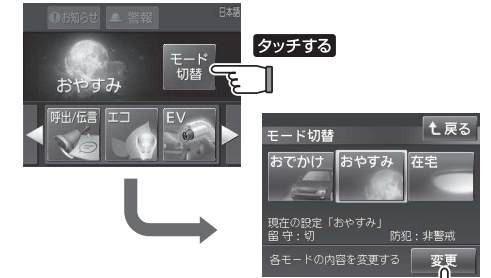 お知らせ 警報 日本語
おやすみ
モード
切替
タッチする
呼出/伝言 エコ EV
モード切替 戻る
おでかけ おやすみ 在宅
現在の設定「おやすみ」
留守:切 防犯:非警戒
各モードの内容を変更する 変更